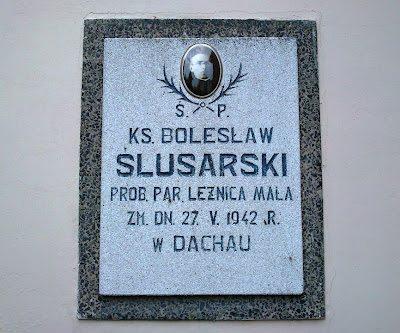 Ś. P.
KS. BOLESŁAW
ŚLUSARSKI
PROB. PAR. LEŹNICA MAŁA
ZM. DN. 27. V. 1942 R.
W DACHAU